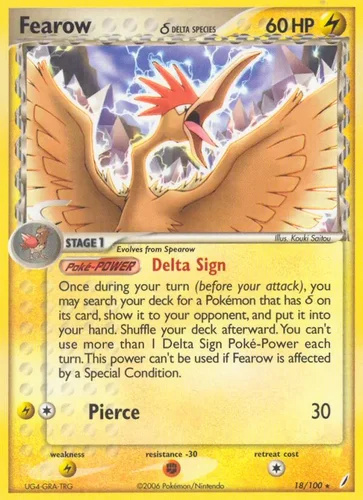 Fearow
δ DELTA SPECIES
60 HP
Illus. Kouki Saitou
STAGE 1
Evolves from Spearow
Poké-POWER Delta Sign
Once during your turn (before your attack), you
may search your deck for a Pokémon that has δ on
its card, show it to your opponent, and put it into
your hand. Shuffle your deck afterward. You can't
use more than 1 Delta Sign Poké-Power each
turn. This power can't be used if Fearow is affected
by a Special Condition.
Pierce 30
weakness resistance -30 retreat cost
UG4-GRA-TRG ©2006 Pokémon/Nintendo 18/100 ★